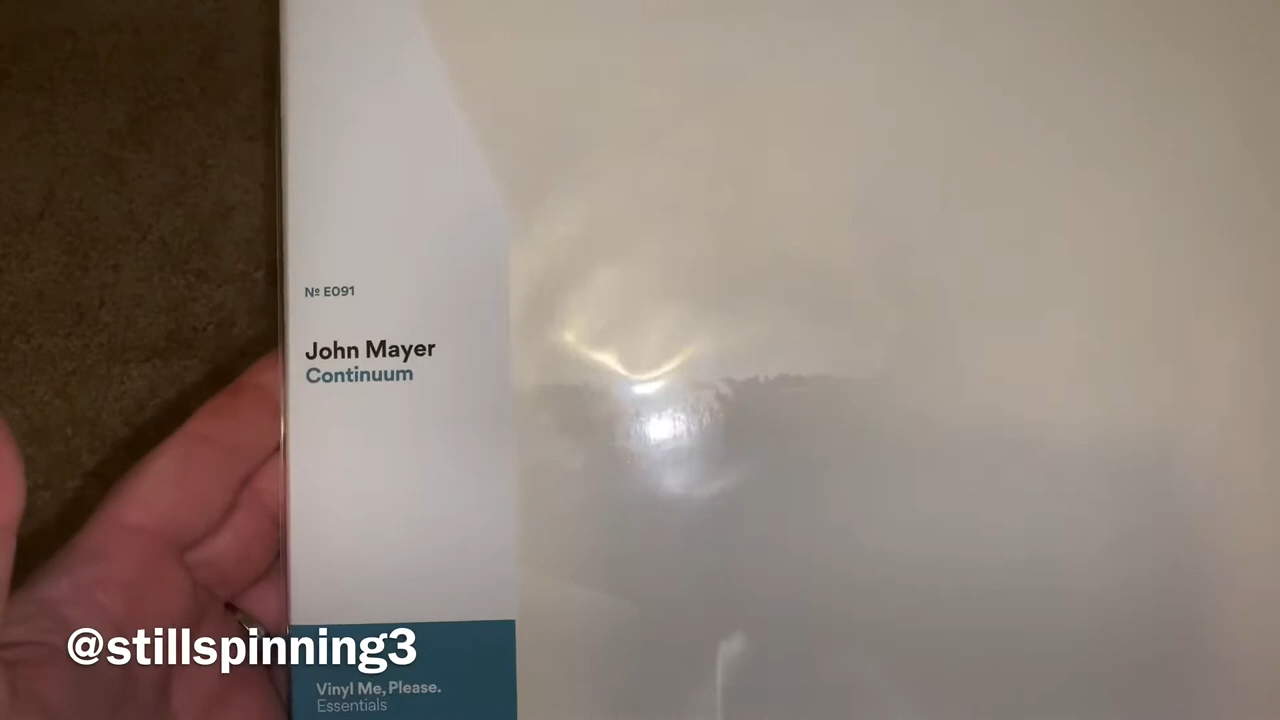 № E091
John Mayer
Continuum
@stillspinning3
Vinyl Me, Please.
Essentials